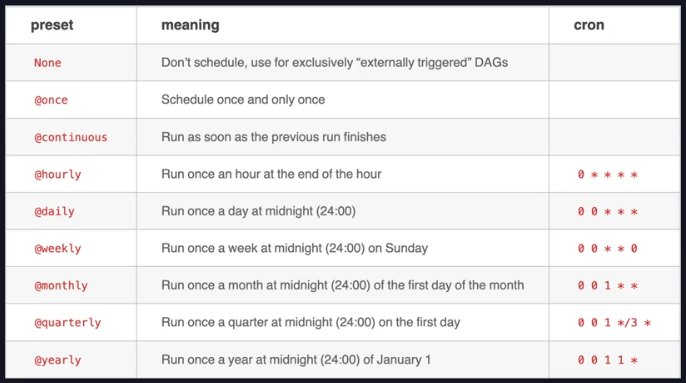 preset meaning cron
None Don't schedule, use for exclusively “externally triggered” DAGs
@once Schedule once and only once
@continuous Run as soon as the previous run finishes
@hourly Run once an hour at the end of the hour 0 * * * *
@daily Run once a day at midnight (24:00) 0 0 * * *
@weekly Run once a week at midnight (24:00) on Sunday 0 0 * * 0
@monthly Run once a month at midnight (24:00) of the first day of the month 0 0 1 * *
@quarterly Run once a quarter at midnight (24:00) on the first day 0 0 1 */3 *
@yearly Run once a year at midnight (24:00) of January 1 0 0 1 1 *